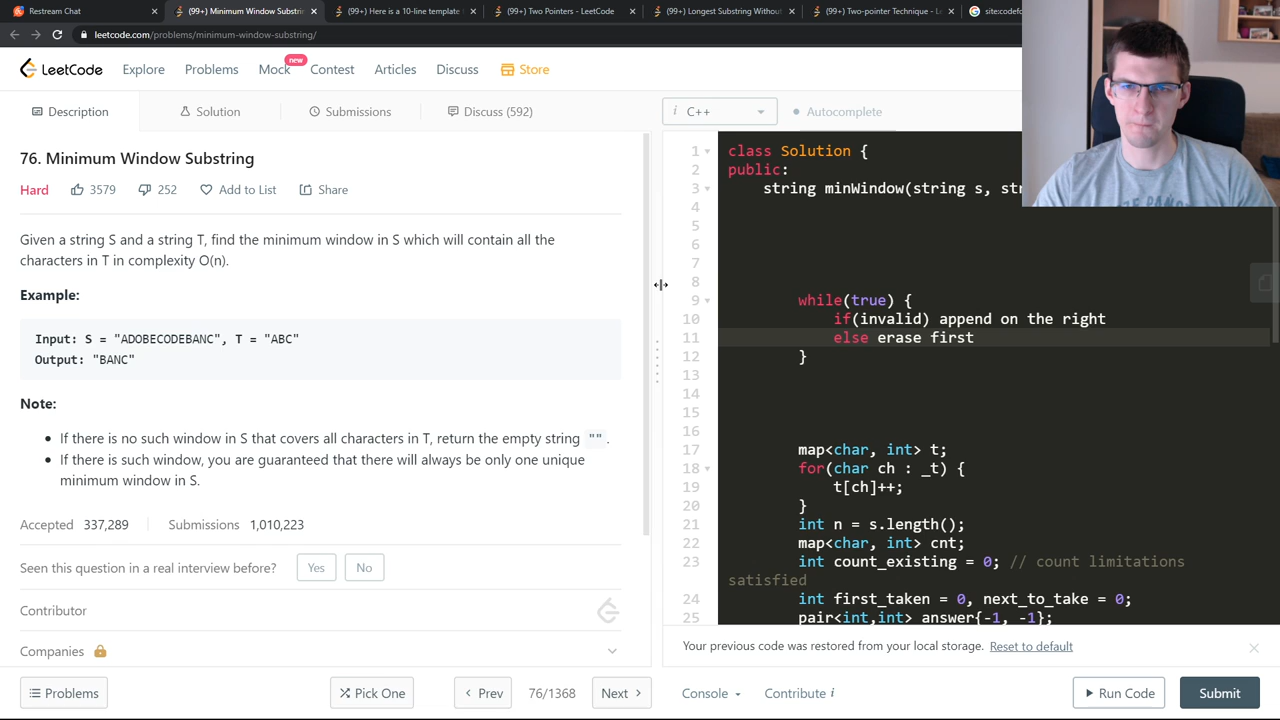 Restream Chat
(99+) Minimum Window Substrin
(99+) Here is a 10-line templa
(99+) Two Pointers - LeetCode
(99+) Longest Substring Withou
(99+) Two-pointer Technique - L
site:codefo
leetcode.com/problems/minimum-window-substring/
LeetCode
Explore
Problems
Mock
new
Contest
Articles
Discuss
Store
Description
Solution
Submissions
Discuss (592)
i C++
Autocomplete
76. Minimum Window Substring
Hard
3579
252
Add to List
Share
Given a string S and a string T, find the minimum window in S which will contain all the
characters in T in complexity O(n).
Example:
Input: S = "ADOBECODEBANC", T = "ABC"
Output: "BANC"
Note:
If there is no such window in S that covers all characters in T, return the empty string "".
If there is such window, you are guaranteed that there will always be only one unique
minimum window in S.
Accepted 337,289
Submissions 1,010,223
Seen this question in a real interview before?
Yes
Contributor
Companies
1 class Solution {
2 public:
3 string minWindow(string s, str
4
5
6
7
8
9 while(true) {
10 if(invalid) append on the right
11 else erase first
12 }
13
14
15
16
17 map<char, int> t;
18 for(char ch : _t) {
19 t[ch]++;
20 }
21 int n = s.length();
22 map<char, int> cnt;
23 int count_existing = 0; // count limitations
satisfied
24 int first_taken = 0, next_to_take = 0;
25 pair<int,int> answer{-1, -1};
Your previous code was restored from your local storage. Reset to default
Problems
Pick One
Prev
76/1368
Next
Console
Contribute i
Run Code
Submit